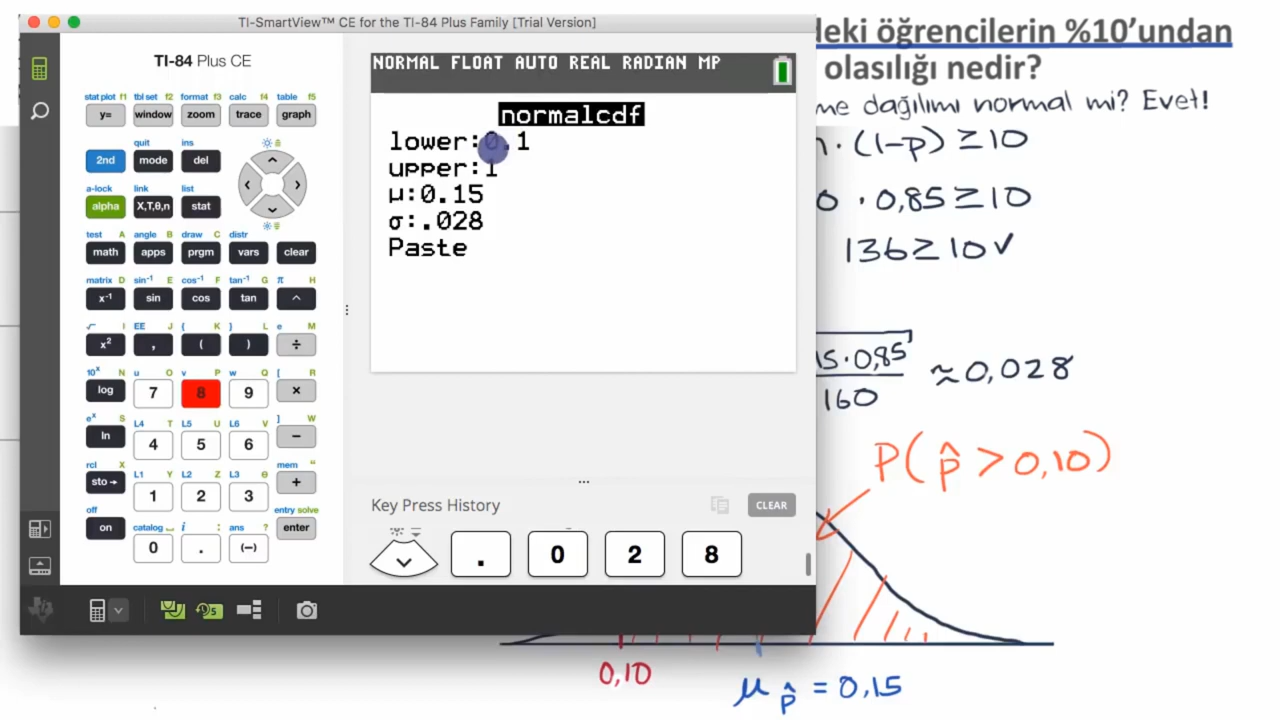 TI-SmartView™ CE for the TI-84 Plus Family [Trial Version]
deki öğrencilerin %10'undan
olasılığı nedir?
me dağılımı normal mi? Evet!
n · (1-p) ≥ 10
0 · 0,85 ≥ 10
136 ≥ 10 ✓
15 · 0,85
160
≈ 0,028
P(p̂ > 0,10)
0,10
μp̂ = 0,15
TI-84 Plus CE
NORMAL FLOAT AUTO REAL RADIAN MP
normalcdf
lower:0.1
upper:1
μ:0.15
σ:.028
Paste
stat plot f1 tbl set f2 format f3 calc f4 table f5
y= window zoom trace graph
quit ins
2nd mode del
a-lock link list
alpha X,T,θ,n stat
test A angle B draw C distr
math apps prgm vars clear
matrix D sin⁻¹ E cos⁻¹ F tan⁻¹ G π H
x⁻¹ sin cos tan ^
√ I EE J { K } L e M
x² , ( ) ÷
10ˣ N u O v P w Q [ R
log 7 8 9 ×
eˣ S L4 T L5 U L6 V ] W
ln 4 5 6 −
rcl X L1 Y L2 Z L3 θ mem "
sto→ 1 2 3 +
off catalog i : ans ? entry solve
on 0 . (−) enter
Key Press History
CLEAR
. 0 2 8
5